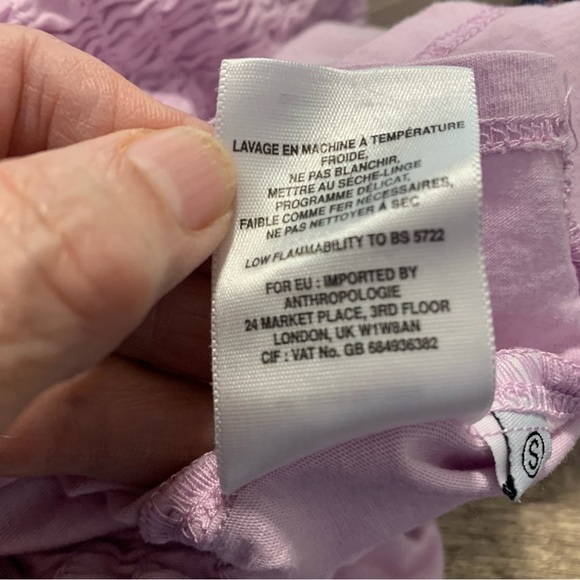 LAVAGE EN MACHINE À TEMPÉRATURE
FROIDE,
NE PAS BLANCHIR,
METTRE AU SÉCHE-LINGE
PROGRAMME DÉLICAT,
FAIBLE COMME FER NÉCESSAIRES,
NE PAS NETTOYER À SEC
LOW FLAMMABILITY TO BS 5722
FOR EU : IMPORTED BY
ANTHROPOLOGIE
24 MARKET PLACE, 3RD FLOOR
LONDON, UK W1W8AN
CIF : VAT No. GB 684936382
S